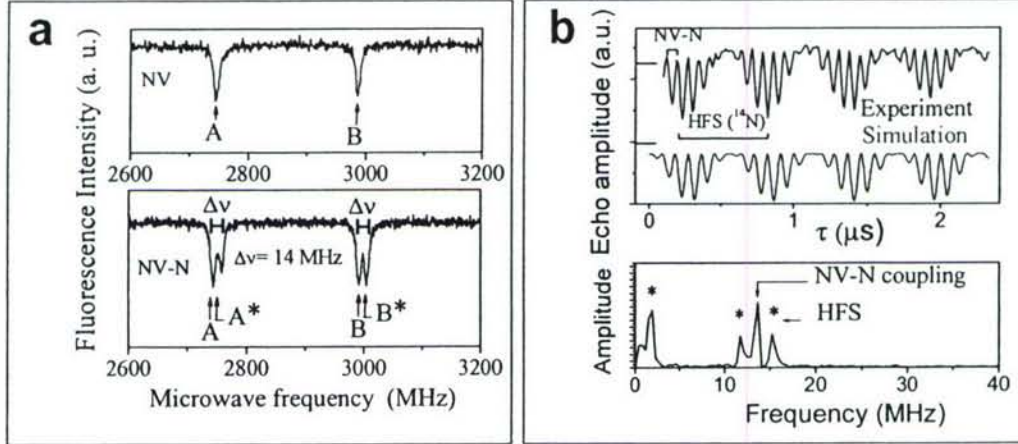 a
Fluorescence Intensity (a. u.)
NV
A
B
2600 2800 3000 3200
Δν
Δν
NV-N
Δν= 14 MHz
A
A*
B
B*
2600 2800 3000 3200
Microwave frequency (MHz)
b
Echo amplitude (a.u.)
NV-N
HFS (¹⁴N)
Experiment
Simulation
0 1 2
τ (μs)
Amplitude
NV-N coupling
* * *
HFS
0 10 20 30 40
Frequency (MHz)